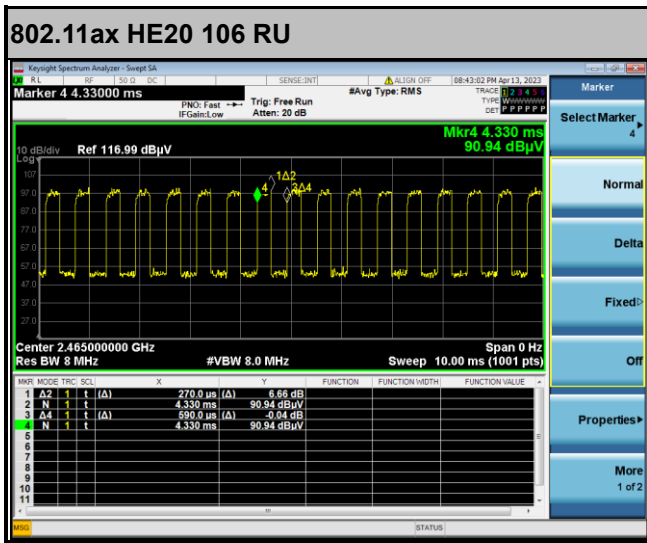 802.11ax HE20 106 RU
Keysight Spectrum Analyzer - Swept SA
RL RF 50 Ω DC SENSE:INT ALIGN OFF 08:43:02 PM Apr 13, 2023
Marker 4 4.33000 ms
PNO: Fast Trig: Free Run #Avg Type: RMS TRACE 1 2 3 4 5 6
IFGain:Low Atten: 20 dB TYPE WWWWWW
DET P P P P P P
Mkr4 4.330 ms
90.94 dBµV
10 dB/div Ref 116.99 dBµV
Log
107
97.0
87.0
77.0
67.0
57.0
47.0
37.0
27.0
1Δ2
4 3Δ4
Center 2.465000000 GHz Span 0 Hz
Res BW 8 MHz #VBW 8.0 MHz Sweep 10.00 ms (1001 pts)
MKR MODE TRC SCL X Y FUNCTION FUNCTION WIDTH FUNCTION VALUE
1 Δ2 1 t (Δ) 270.0 µs (Δ) 6.66 dB
2 N 1 t 4.330 ms 90.94 dBµV
3 Δ4 1 t (Δ) 590.0 µs (Δ) -0.04 dB
4 N 1 t 4.330 ms 90.94 dBµV
5
6
7
8
9
10
11
MSG STATUS
Marker
Select Marker
4
Normal
Delta
Fixed
Off
Properties
More
1 of 2